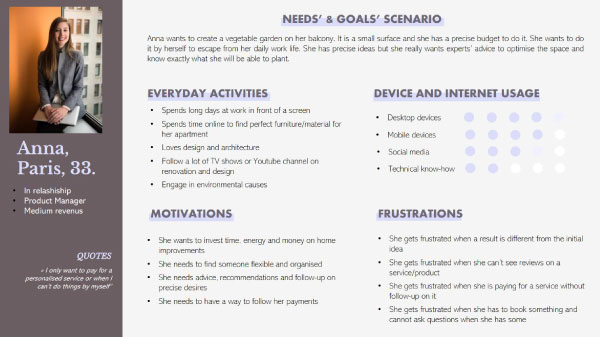 Anna,
Paris, 33.
• In relashiship
• Product Manager
• Medium revenus
QUOTES
« I only want to pay for a
personalised service or when I
can't do things by myself"
NEEDS' & GOALS' SCENARIO
Anna wants to create a vegetable garden on her balcony. It is a small surface and she has a precise budget to do it. She wants to do
it by herself to escape from her daily work life. She has precise ideas but she really wants experts' advice to optimise the space and
know exactly what she will be able to plant.
EVERYDAY ACTIVITIES
• Spends long days at work in front of a screen
• Spends time online to find perfect furniture/material for
her apartment
• Loves design and architecture
• Follow a lot of TV shows or Youtube channel on
renovation and design
• Engage in environmental causes
DEVICE AND INTERNET USAGE
• Desktop devices
• Mobile devices
• Social media
• Technical know-how
MOTIVATIONS
• She wants to invest time, energy and money on home
improvements
• She needs to find someone flexible and organised
• She needs advice, recommendations and follow-up on
precise desires
• She needs to have a way to follow her payments
FRUSTRATIONS
• She gets frustrated when a result is different from the initial
idea
• She gets frustrated when she can't see reviews on a
service/product
• She gets frustrated when she is paying for a service without
follow-up on it
• She gets frustrated when she has to book something and
cannot ask questions when she has some